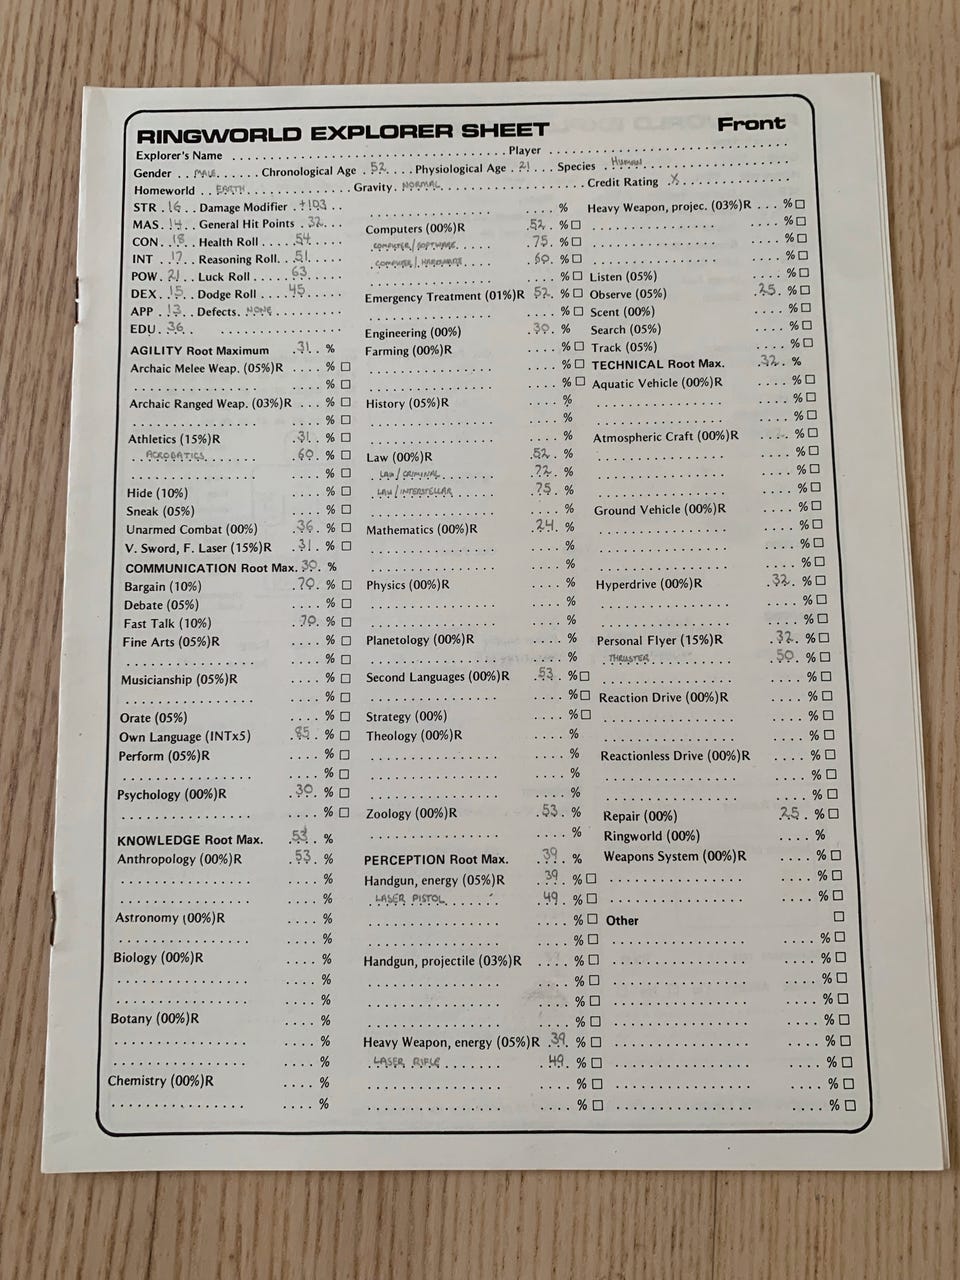 RINGWORLD EXPLORER SHEET Front
Explorer's Name Player
Gender MALE Chronological Age 52 Physiological Age 21 Species HUMAN
Homeworld EARTH Gravity NORMAL Credit Rating X
STR 16 Damage Modifier +103
MAS 14 General Hit Points 32
CON 18 Health Roll 54
INT 17 Reasoning Roll 51
POW 21 Luck Roll 63
DEX 15 Dodge Roll 45
APP 13 Defects NONE
EDU 36
AGILITY Root Maximum 31 %
Archaic Melee Weap. (05%)R %
%
Archaic Ranged Weap. (03%)R %
%
Athletics (15%)R 31 %
ACROBATICS 60 %
%
Hide (10%) %
Sneak (05%) %
Unarmed Combat (00%) 36 %
V. Sword, F. Laser (15%)R 31 %
COMMUNICATION Root Max. 30 %
Bargain (10%) 70 %
Debate (05%) %
Fast Talk (10%) 70 %
Fine Arts (05%)R %
%
Musicianship (05%)R %
%
Orate (05%) %
Own Language (INTx5) 85 %
Perform (05%)R %
%
Psychology (00%)R 30 %
%
KNOWLEDGE Root Max. 53 %
Anthropology (00%)R 53 %
%
%
Astronomy (00%)R %
%
Biology (00%)R %
%
%
Botany (00%)R %
%
%
Chemistry (00%)R %
%
%
Computers (00%)R 52 %
COMPUTER/SOFTWARE 75 %
COMPUTER/HARDWARE 60 %
%
Emergency Treatment (01%)R 52 %
%
Engineering (00%) 30 %
Farming (00%)R %
%
%
History (05%)R %
%
%
Law (00%)R 52 %
LAW/CRIMINAL 72 %
LAW/INTERSTELLAR 75 %
%
Mathematics (00%)R 24 %
%
%
Physics (00%)R %
%
%
Planetology (00%)R %
%
Second Languages (00%)R 53 %
%
Strategy (00%) %
Theology (00%)R %
%
%
%
Zoology (00%)R 53 %
%
PERCEPTION Root Max. 39 %
Handgun, energy (05%)R 39 %
LASER PISTOL 49 %
%
%
Handgun, projectile (03%)R %
%
%
%
Heavy Weapon, energy (05%)R 39 %
LASER RIFLE 49 %
%
%
Heavy Weapon, projec. (03%)R %
%
%
%
Listen (05%) %
Observe (05%) 25 %
Scent (00%) %
Search (05%) %
Track (05%) %
TECHNICAL Root Max. 32 %
Aquatic Vehicle (00%)R %
%
%
Atmospheric Craft (00%)R %
%
%
%
Ground Vehicle (00%)R %
%
%
%
Hyperdrive (00%)R 32 %
%
%
Personal Flyer (15%)R 32 %
THRUSTER 50 %
%
Reaction Drive (00%)R %
%
%
Reactionless Drive (00%)R %
%
%
Repair (00%) 25 %
Ringworld (00%) %
Weapons System (00%)R %
%
%
Other
%
%
%
%
%
%
%
%
%